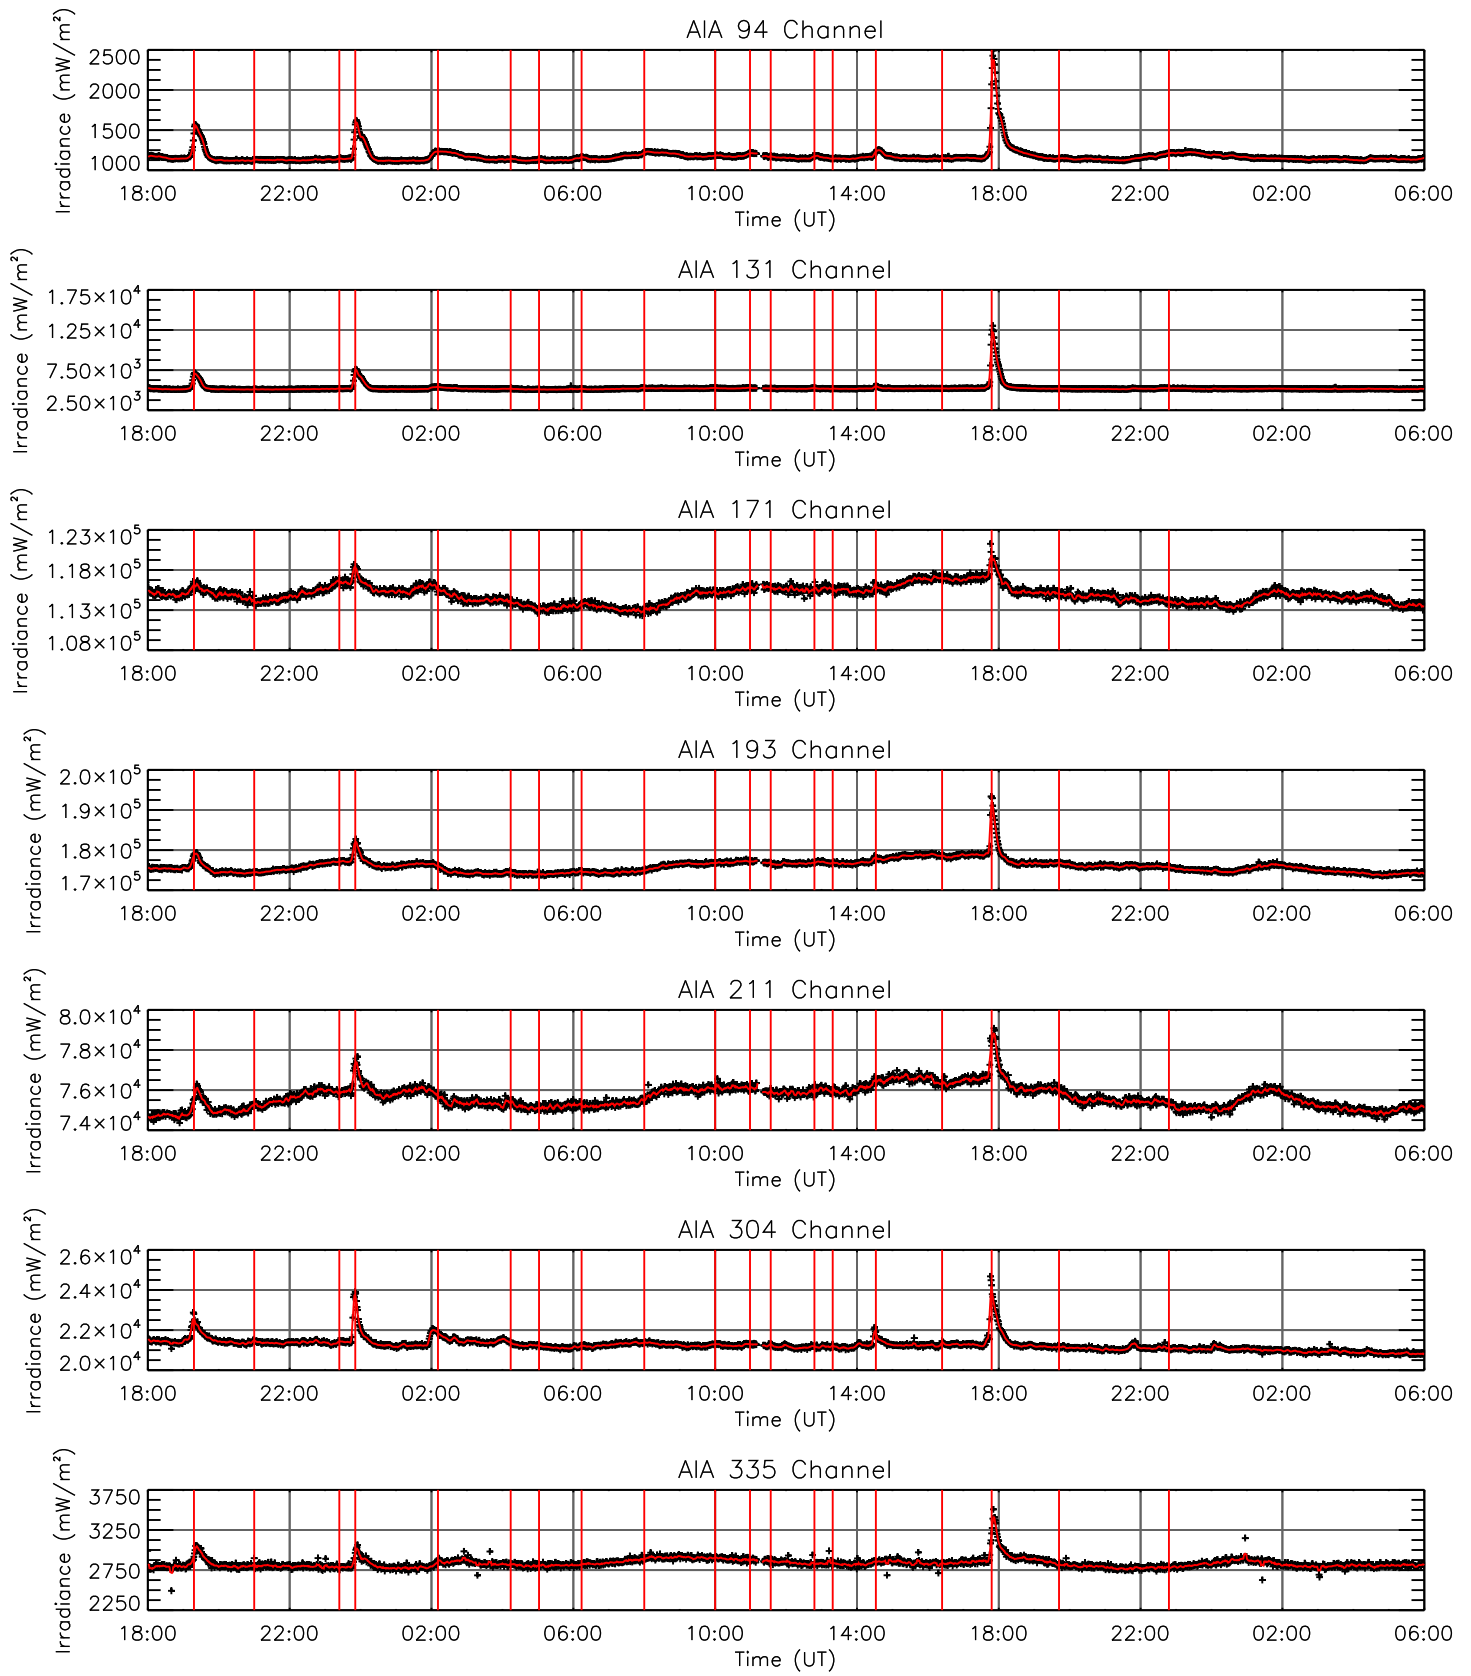 AIA 94 Channel
Irradiance (mW/m²)
2500
2000
1500
1000
18:00 22:00 02:00 06:00 10:00 14:00 18:00 22:00 02:00 06:00
Time (UT)
AIA 131 Channel
Irradiance (mW/m²)
1.75×10⁴
1.25×10⁴
7.50×10³
2.50×10³
18:00 22:00 02:00 06:00 10:00 14:00 18:00 22:00 02:00 06:00
Time (UT)
AIA 171 Channel
Irradiance (mW/m²)
1.23×10⁵
1.18×10⁵
1.13×10⁵
1.08×10⁵
18:00 22:00 02:00 06:00 10:00 14:00 18:00 22:00 02:00 06:00
Time (UT)
AIA 193 Channel
Irradiance (mW/m²)
2.0×10⁵
1.9×10⁵
1.8×10⁵
1.7×10⁵
18:00 22:00 02:00 06:00 10:00 14:00 18:00 22:00 02:00 06:00
Time (UT)
AIA 211 Channel
Irradiance (mW/m²)
8.0×10⁴
7.8×10⁴
7.6×10⁴
7.4×10⁴
18:00 22:00 02:00 06:00 10:00 14:00 18:00 22:00 02:00 06:00
Time (UT)
AIA 304 Channel
Irradiance (mW/m²)
2.6×10⁴
2.4×10⁴
2.2×10⁴
2.0×10⁴
18:00 22:00 02:00 06:00 10:00 14:00 18:00 22:00 02:00 06:00
Time (UT)
AIA 335 Channel
Irradiance (mW/m²)
3750
3250
2750
2250
18:00 22:00 02:00 06:00 10:00 14:00 18:00 22:00 02:00 06:00
Time (UT)